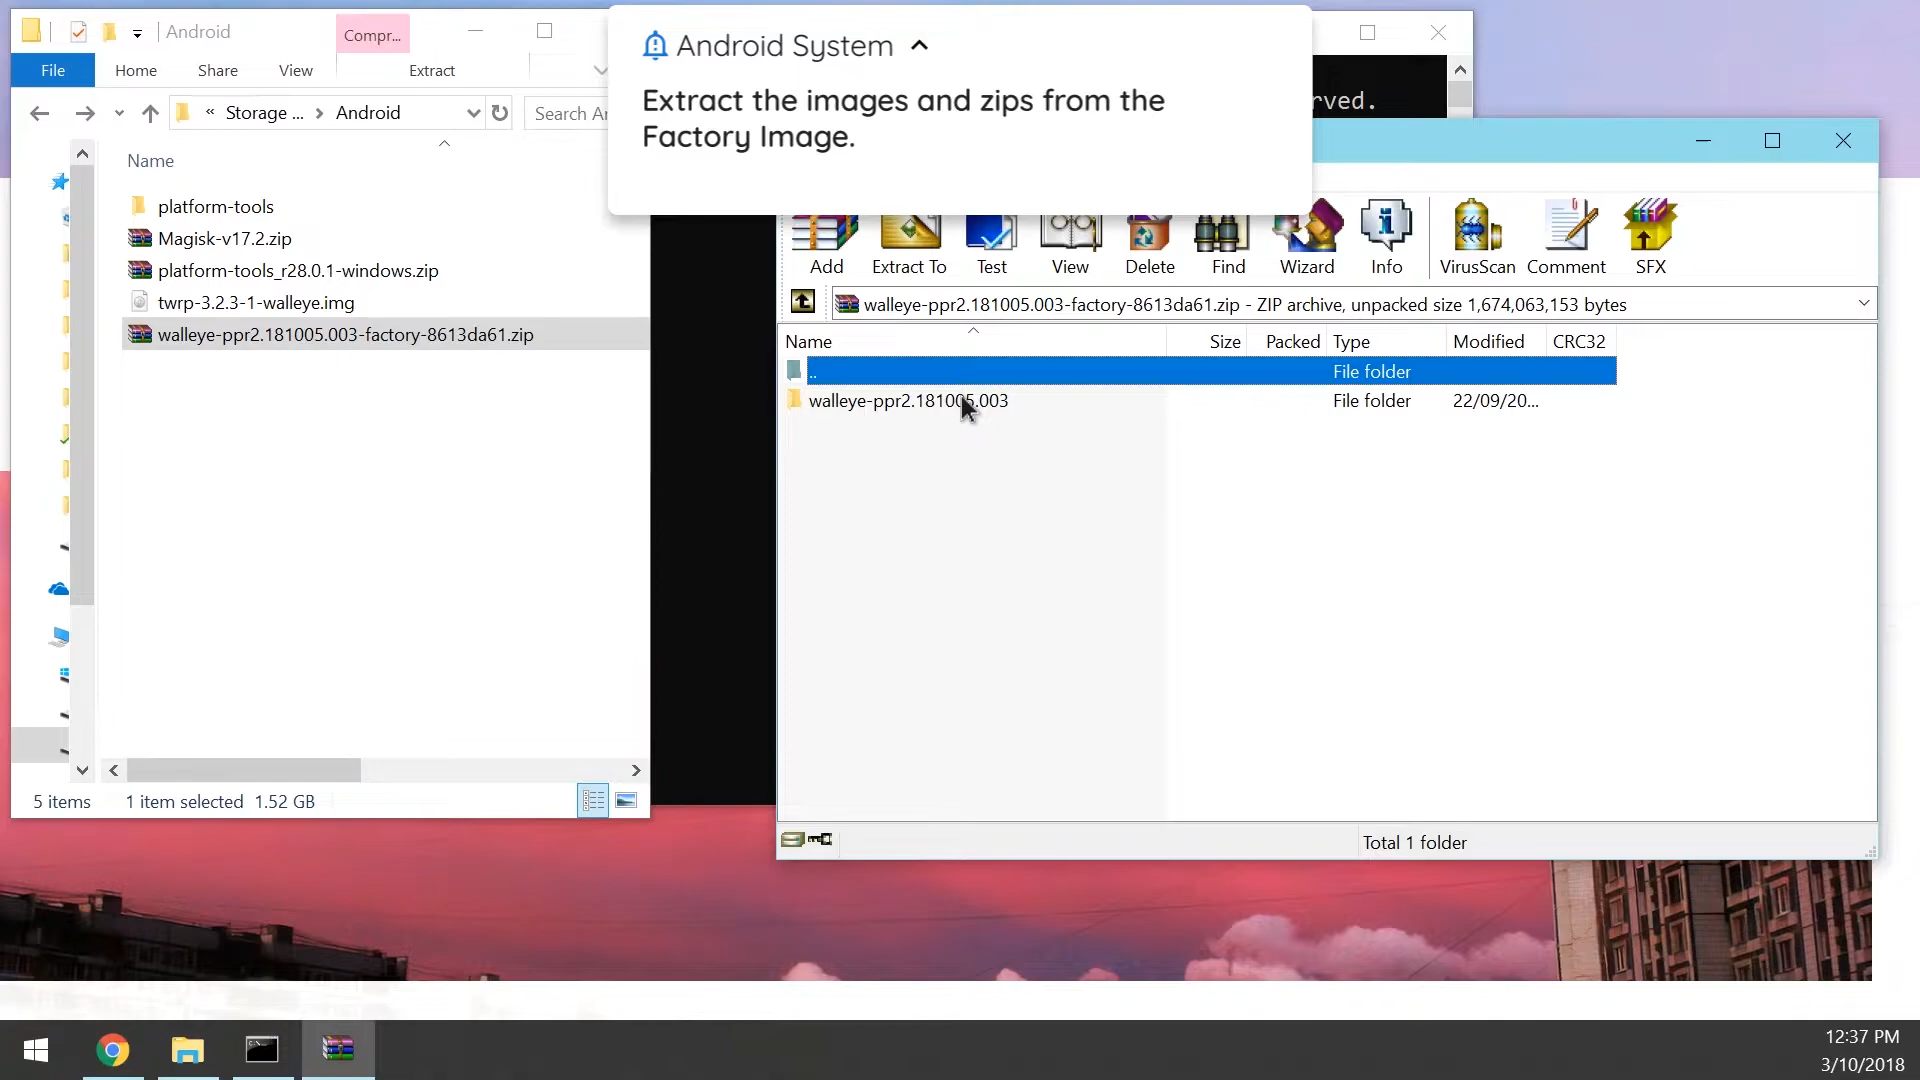 Android
Compr...
File
Home
Share
View
Extract
« Storage ... > Android
Search Ar
Name
platform-tools
Magisk-v17.2.zip
platform-tools_r28.0.1-windows.zip
twrp-3.2.3-1-walleye.img
walleye-ppr2.181005.003-factory-8613da61.zip
5 items
1 item selected 1.52 GB
Android System
Extract the images and zips from the
Factory Image.
rved.
Add
Extract To
Test
View
Delete
Find
Wizard
Info
VirusScan
Comment
SFX
walleye-ppr2.181005.003-factory-8613da61.zip - ZIP archive, unpacked size 1,674,063,153 bytes
Name Size Packed Type Modified CRC32
.. File folder
walleye-ppr2.181005.003 File folder 22/09/20...
Total 1 folder
12:37 PM
3/10/2018